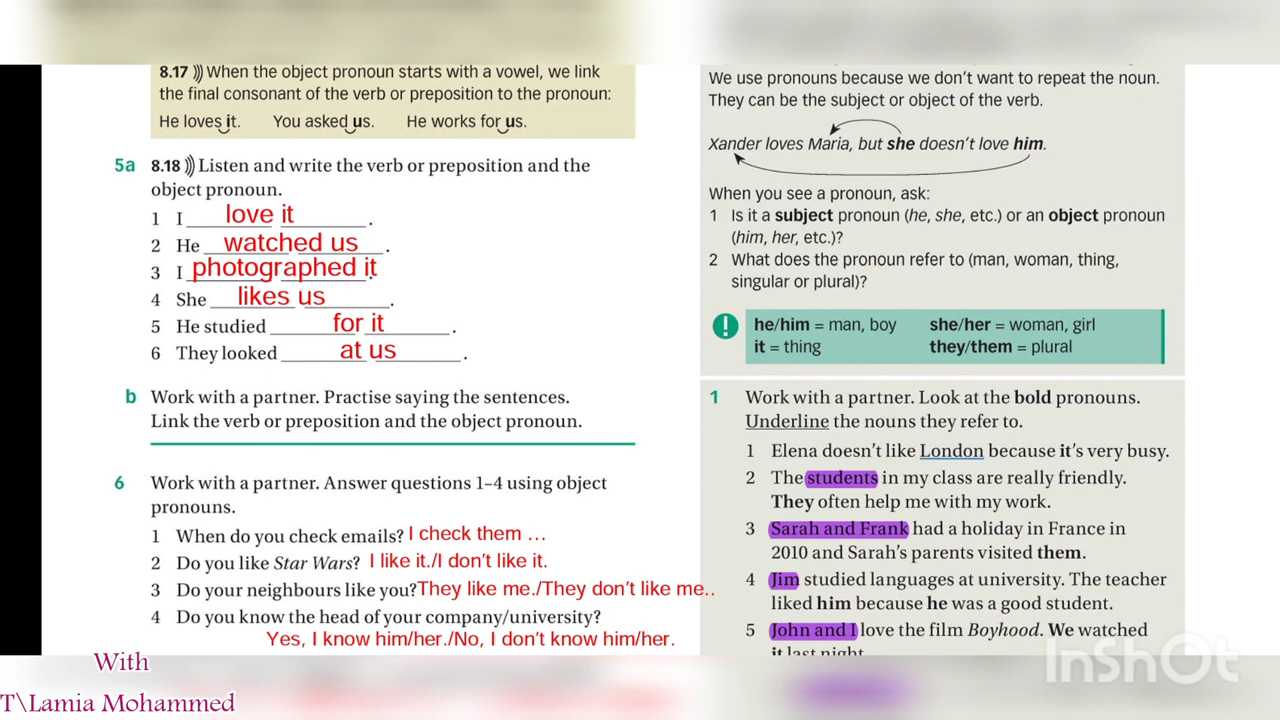 8.17 When the object pronoun starts with a vowel, we link
the final consonant of the verb or preposition to the pronoun:
He loves it. You asked us. He works for us.
5a 8.18 Listen and write the verb or preposition and the
object pronoun.
1 I love it .
2 He watched us .
3 I photographed it .
4 She likes us .
5 He studied for it .
6 They looked at us .
b Work with a partner. Practise saying the sentences.
Link the verb or preposition and the object pronoun.
6 Work with a partner. Answer questions 1–4 using object
pronouns.
1 When do you check emails? I check them …
2 Do you like Star Wars? I like it./I don't like it.
3 Do your neighbours like you?They like me./They don't like me..
4 Do you know the head of your company/university?
Yes, I know him/her./No, I don't know him/her.
We use pronouns because we don't want to repeat the noun.
They can be the subject or object of the verb.
Xander loves Maria, but she doesn't love him.
When you see a pronoun, ask:
1 Is it a subject pronoun (he, she, etc.) or an object pronoun
(him, her, etc.)?
2 What does the pronoun refer to (man, woman, thing,
singular or plural)?
! he/him = man, boy she/her = woman, girl
it = thing they/them = plural
1 Work with a partner. Look at the bold pronouns.
Underline the nouns they refer to.
1 Elena doesn't like London because it's very busy.
2 The students in my class are really friendly.
They often help me with my work.
3 Sarah and Frank had a holiday in France in
2010 and Sarah's parents visited them.
4 Jim studied languages at university. The teacher
liked him because he was a good student.
5 John and I love the film Boyhood. We watched
it last night
With
T\Lamia Mohammed
InShOt